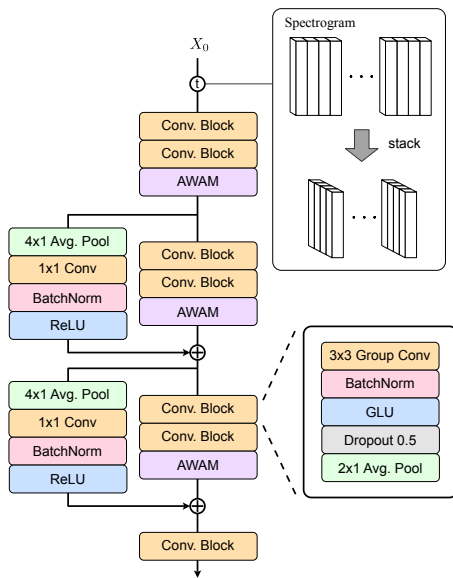 X₀
t
Spectrogram
stack
Conv. Block
Conv. Block
AWAM
4x1 Avg. Pool
1x1 Conv
BatchNorm
ReLU
Conv. Block
Conv. Block
AWAM
4x1 Avg. Pool
1x1 Conv
BatchNorm
ReLU
Conv. Block
Conv. Block
AWAM
3x3 Group Conv
BatchNorm
GLU
Dropout 0.5
2x1 Avg. Pool
Conv. Block